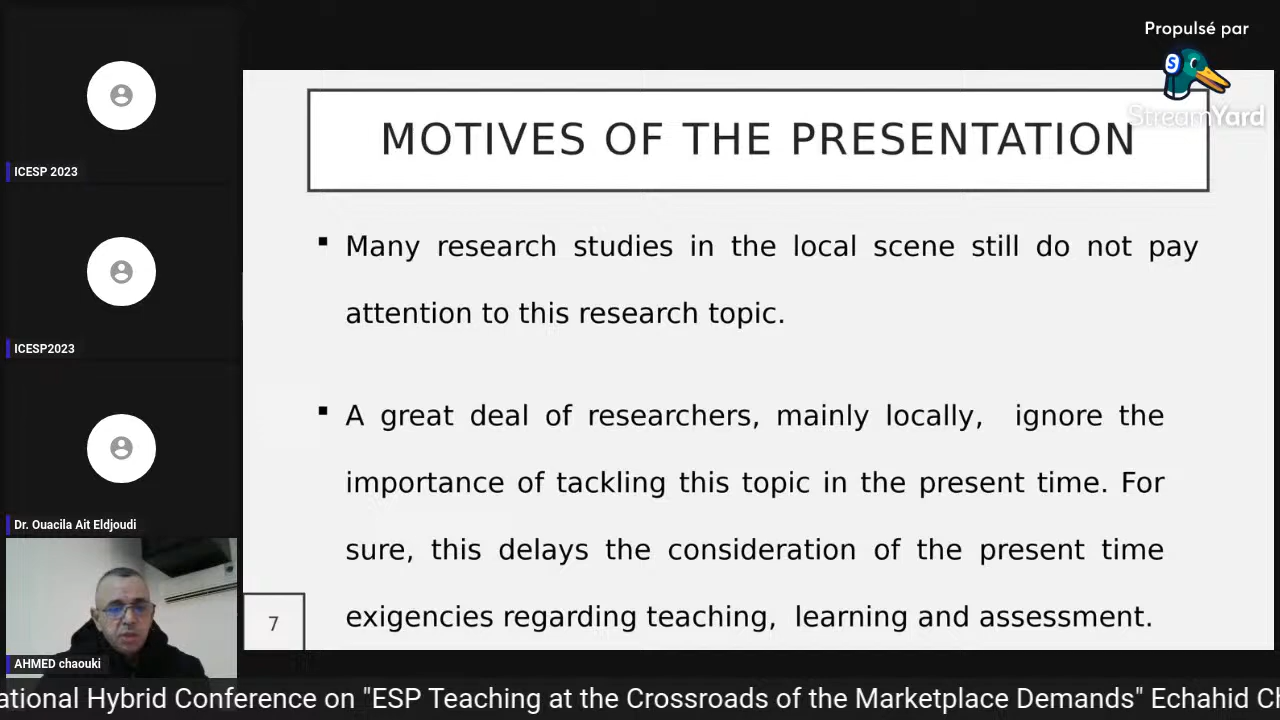 Propulsé par
StreamYard
MOTIVES OF THE PRESENTATION
▪ Many research studies in the local scene still do not pay
attention to this research topic.
▪ A great deal of researchers, mainly locally, ignore the
importance of tackling this topic in the present time. For
sure, this delays the consideration of the present time
exigencies regarding teaching, learning and assessment.
7
ICESP 2023
ICESP2023
Dr. Ouacila Ait Eldjoudi
AHMED chaouki
ational Hybrid Conference on "ESP Teaching at the Crossroads of the Marketplace Demands" Echahid Ch